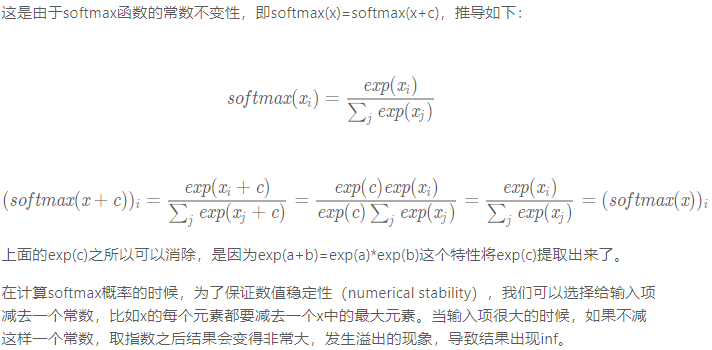 这是由于softmax函数的常数不变性，即softmax(x)=softmax(x+c)，推导如下：
softmax(x_i) = \frac{exp(x_i)}{\sum_j exp(x_j)}
(softmax(x + c))_i = \frac{exp(x_i + c)}{\sum_j exp(x_j + c)} = \frac{exp(c)exp(x_i)}{exp(c) \sum_j exp(x_j)} = \frac{exp(x_i)}{\sum_j exp(x_j)} = (softmax(x))_i
上面的exp(c)之所以可以消除，是因为exp(a+b)=exp(a)*exp(b)这个特性将exp(c)提取出来了。
在计算softmax概率的时候，为了保证数值稳定性（numerical stability），我们可以选择给输入项
减去一个常数，比如x的每个元素都要减去一个x中的最大元素。当输入项很大的时候，如果不减
这样一个常数，取指数之后结果会变得非常大，发生溢出的现象，导致结果出现inf。